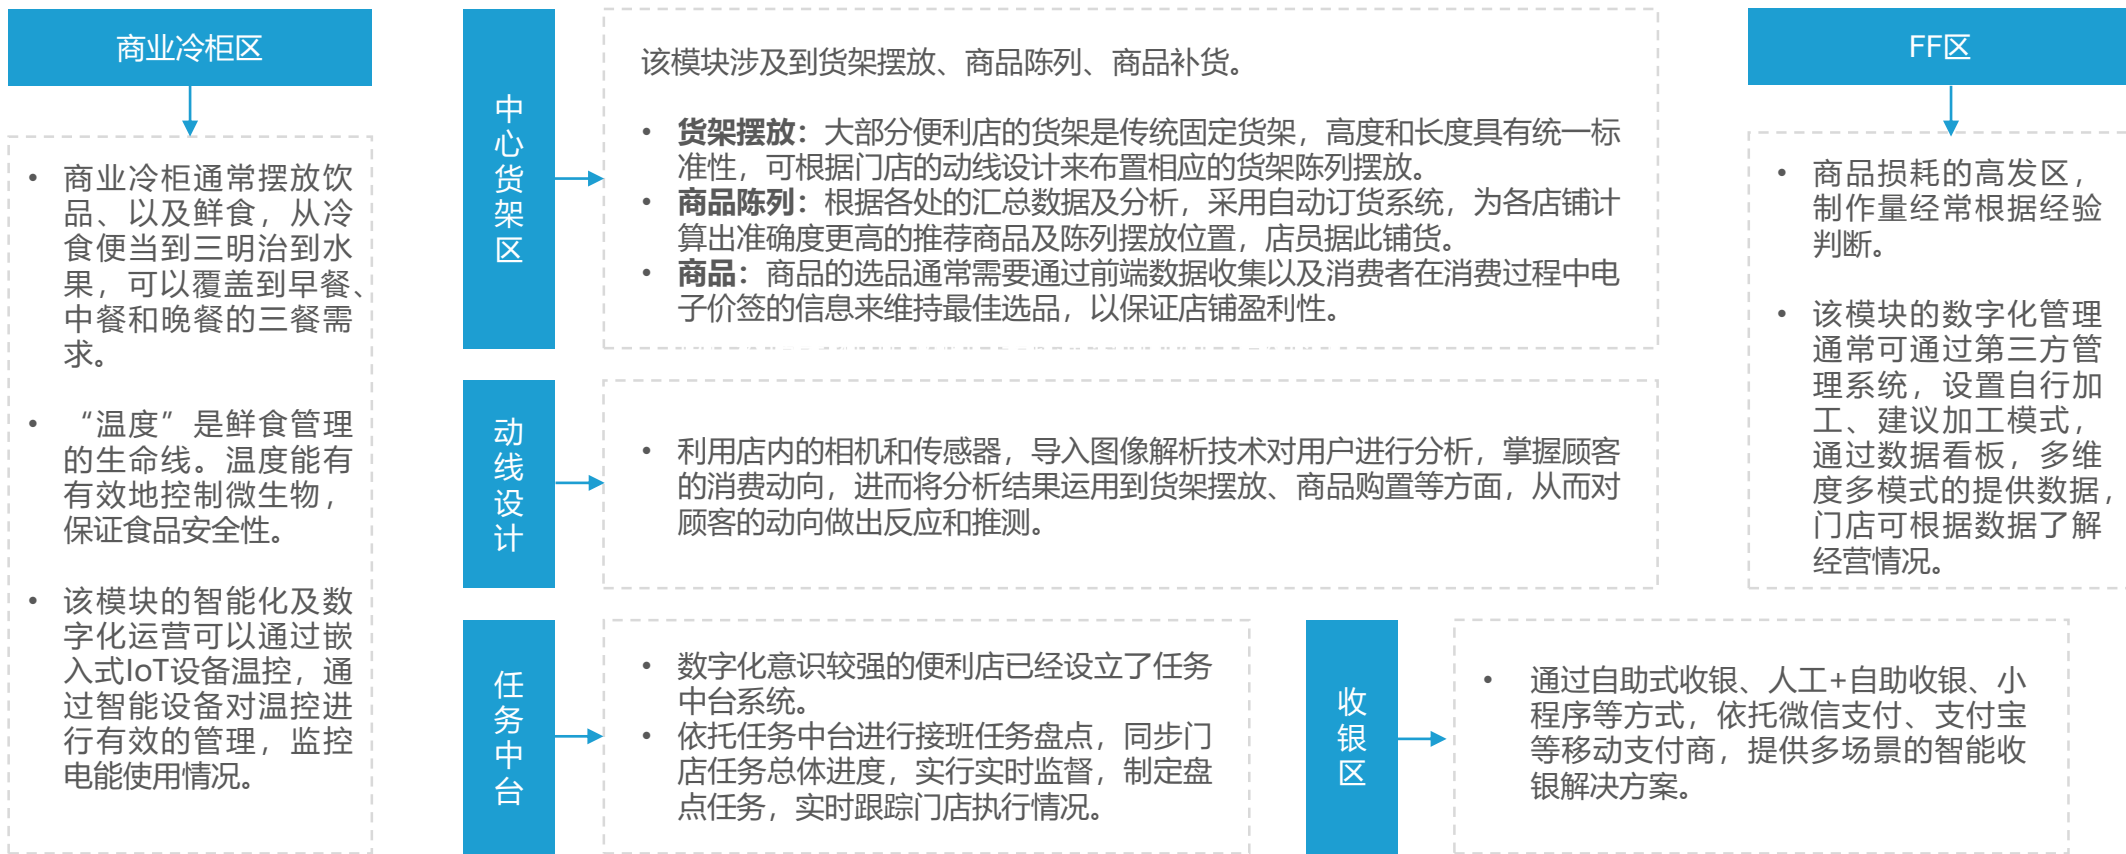 商业冷柜区
• 商业冷柜通常摆放饮
品、以及鲜食，从冷
食便当到三明治到水
果，可以覆盖到早餐、
中餐和晚餐的三餐需
求。
• “温度”是鲜食管理
的生命线。温度能有
有效地控制微生物，
保证食品安全性。
• 该模块的智能化及数
字化运营可以通过嵌
入式IoT设备温控，通
过智能设备对温控进
行有效的管理，监控
电能使用情况。
中心货架区
该模块涉及到货架摆放、商品陈列、商品补货。
• 货架摆放：大部分便利店的货架是传统固定货架，高度和长度具有统一标
准性，可根据门店的动线设计来布置相应的货架陈列摆放。
• 商品陈列：根据各处的汇总数据及分析，采用自动订货系统，为各店铺计
算出准确度更高的推荐商品及陈列摆放位置，店员据此铺货。
• 商品：商品的选品通常需要通过前端数据收集以及消费者在消费过程中电
子价签的信息来维持最佳选品，以保证店铺盈利性。
动线设计
• 利用店内的相机和传感器，导入图像解析技术对用户进行分析，掌握顾客
的消费动向，进而将分析结果运用到货架摆放、商品购置等方面，从而对
顾客的动向做出反应和推测。
任务中台
• 数字化意识较强的便利店已经设立了任务
中台系统。
• 依托任务中台进行接班任务盘点，同步门
店任务总体进度，实行实时监督，制定盘
点任务，实时跟踪门店执行情况。
收银区
• 通过自助式收银、人工+自助收银、小
程序等方式，依托微信支付、支付宝
等移动支付商，提供多场景的智能收
银解决方案。
FF区
• 商品损耗的高发区，
制作量经常根据经验
判断。
• 该模块的数字化管理
通常可通过第三方管
理系统，设置自行加
工、建议加工模式，
通过数据看板，多维
度多模式的提供数据，
门店可根据数据了解
经营情况。